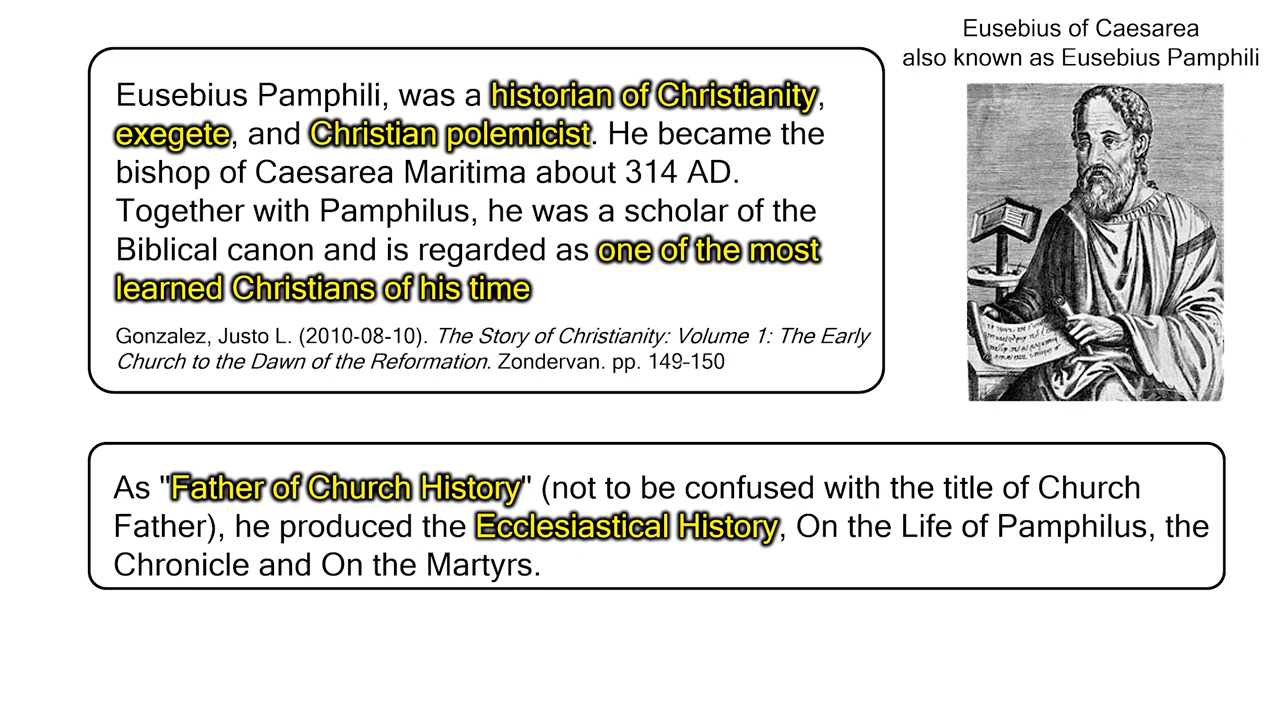 Eusebius of Caesarea
also known as Eusebius Pamphili
Eusebius Pamphili, was a historian of Christianity,
exegete, and Christian polemicist. He became the
bishop of Caesarea Maritima about 314 AD.
Together with Pamphilus, he was a scholar of the
Biblical canon and is regarded as one of the most
learned Christians of his time
Gonzalez, Justo L. (2010-08-10). The Story of Christianity: Volume 1: The Early
Church to the Dawn of the Reformation. Zondervan. pp. 149-150
As "Father of Church History" (not to be confused with the title of Church
Father), he produced the Ecclesiastical History, On the Life of Pamphilus, the
Chronicle and On the Martyrs.